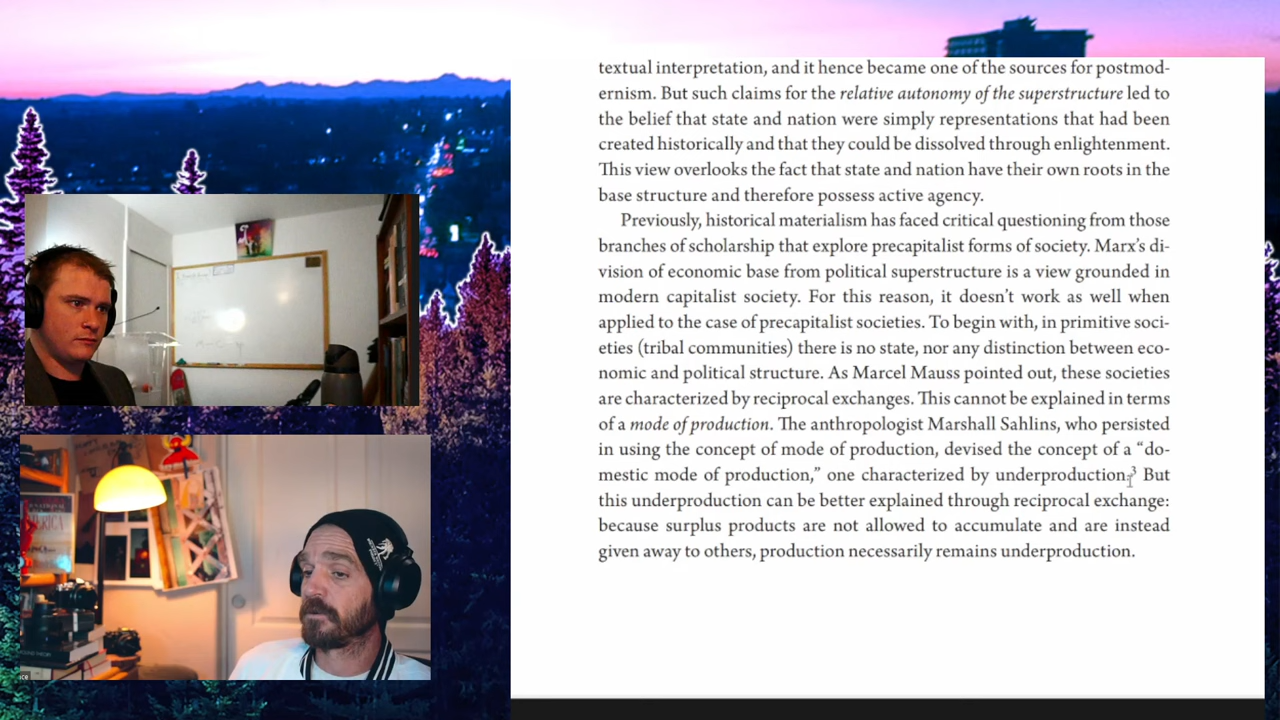 textual interpretation, and it hence became one of the sources for postmod-
ernism. But such claims for the relative autonomy of the superstructure led to
the belief that state and nation were simply representations that had been
created historically and that they could be dissolved through enlightenment.
This view overlooks the fact that state and nation have their own roots in the
base structure and therefore possess active agency.
Previously, historical materialism has faced critical questioning from those
branches of scholarship that explore precapitalist forms of society. Marx's di-
vision of economic base from political superstructure is a view grounded in
modern capitalist society. For this reason, it doesn't work as well when
applied to the case of precapitalist societies. To begin with, in primitive soci-
eties (tribal communities) there is no state, nor any distinction between eco-
nomic and political structure. As Marcel Mauss pointed out, these societies
are characterized by reciprocal exchanges. This cannot be explained in terms
of a mode of production. The anthropologist Marshall Sahlins, who persisted
in using the concept of mode of production, devised the concept of a “do-
mestic mode of production,” one characterized by underproduction.3 But
this underproduction can be better explained through reciprocal exchange:
because surplus products are not allowed to accumulate and are instead
given away to others, production necessarily remains underproduction.